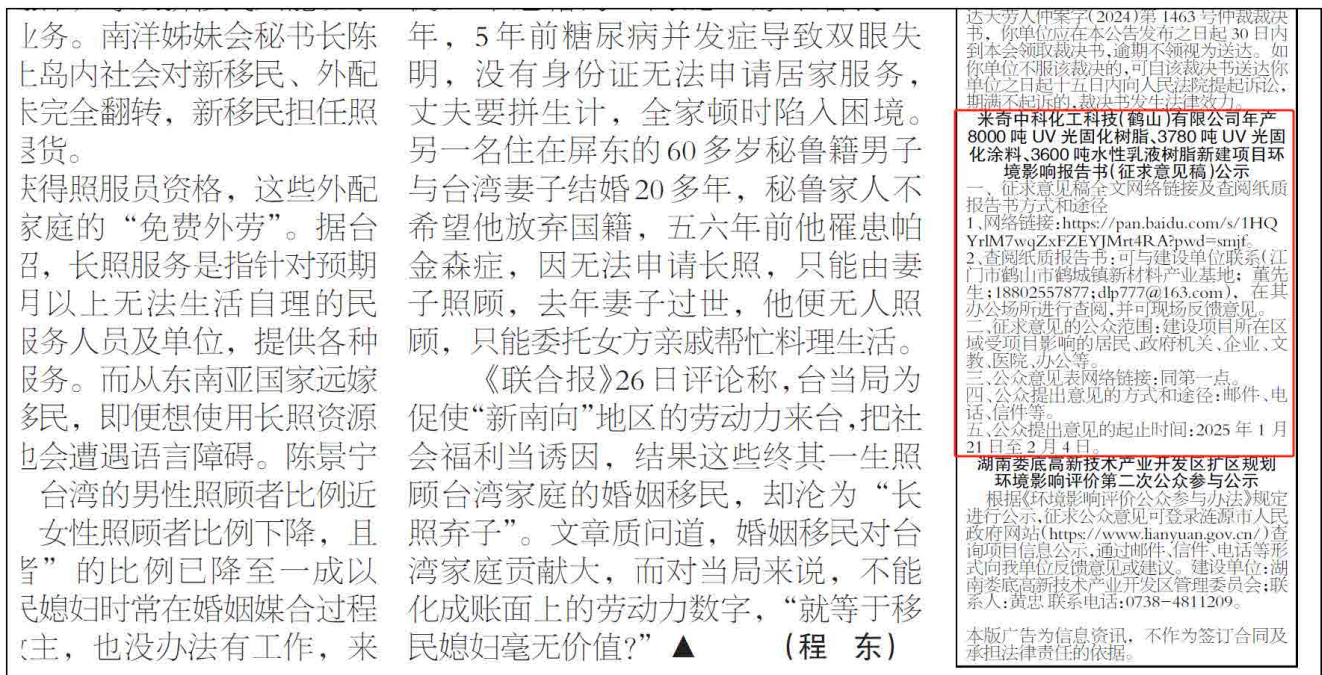 业务。南洋姊妹会秘书长陈
上岛内社会对新移民、外配
未完全翻转，新移民担任照
货。
获得照服员资格，这些外配
家庭的“免费外劳”。据台
绍，长照服务是指针对预期
月以上无法生活自理的民
服务人员及单位，提供各种
服务。而从东南亚国家远嫁
移民，即便想使用长照资源
也会遭遇语言障碍。陈景宁
台湾的男性照顾者比例近
女性照顾者比例下降，且
者”的比例已降至一成以
民媳妇时常在婚姻媒合过程
主，也没办法有工作，来
年，5年前糖尿病并发症导致双眼失
明，没有身份证无法申请居家服务，
丈夫要拼生计，全家顿时陷入困境。
另一名住在屏东的60多岁秘鲁籍男子
与台湾妻子结婚20多年，秘鲁家人不
希望他放弃国籍，五六年前他罹患帕
金森症，因无法申请长照，只能由妻
子照顾，去年妻子过世，他便无人照
顾，只能委托女方亲戚帮忙料理生活。
《联合报》26日评论称，台当局为
促使“新南向”地区的劳动力来台，把社
会福利当诱因，结果这些终其一生照
顾台湾家庭的婚姻移民，却沦为“长
照弃子”。文章质问道，婚姻移民对台
湾家庭贡献大，而对当局来说，不能
化成账面上的劳动力数字，“就等于移
民媳妇毫无价值?”▲ （程 东）
达大劳人仲案字(2024)第1463号仲裁裁决
书，你单位应在本公告发布之日起30日内
到本会领取裁决书，逾期不领视为送达。如
你单位不服该裁决的，可自该裁决书送达你
单位之日起十五日内向人民法院提起诉讼，
期满不起诉的，裁决书发生法律效力。
米奇中科化工科技(鹤山)有限公司年产
8000吨UV光固化树脂、3780吨UV光固
化涂料、3600吨水性乳液树脂新建项目环
境影响报告书(征求意见稿)公示
一、征求意见稿全文网络链接及查阅纸质
报告书方式和途径
1、网络链接：https://pan.baidu.com/s/1HQ
YrlM7wqZxFZEYJMrt4RA?pwd=smjf。
2、查阅纸质报告书：可与建设单位联系(江
门市鹤山市鹤城镇新材料产业基地；董先
生；18802557877；dlp777@163.com)，在其
办公场所进行查阅，并可现场反馈意见。
二、征求意见的公众范围：建设项目所在区
域受项目影响的居民、政府机关、企业、文
教、医院、办公等。
三、公众意见表网络链接：同第一点。
四、公众提出意见的方式和途径：邮件、电
话、信件等。
五、公众提出意见的起止时间：2025年1月
21日至2月4日。
湖南娄底高新技术产业开发区扩区规划
环境影响评价第二次公众参与公示
根据《环境影响评价公众参与办法》规定
进行公示，征求公众意见可登录涟源市人民
政府网站(https://www.lianyuan.gov.cn/)查
询项目信息公示，通过邮件、信件、电话等形
式向我单位反馈意见或建议。建设单位：湖
南娄底高新技术产业开发区管理委员会；联
系人：黄忠 联系电话：0738-4811209。
本版广告为信息资讯，不作为签订合同及
承担法律责任的依据。